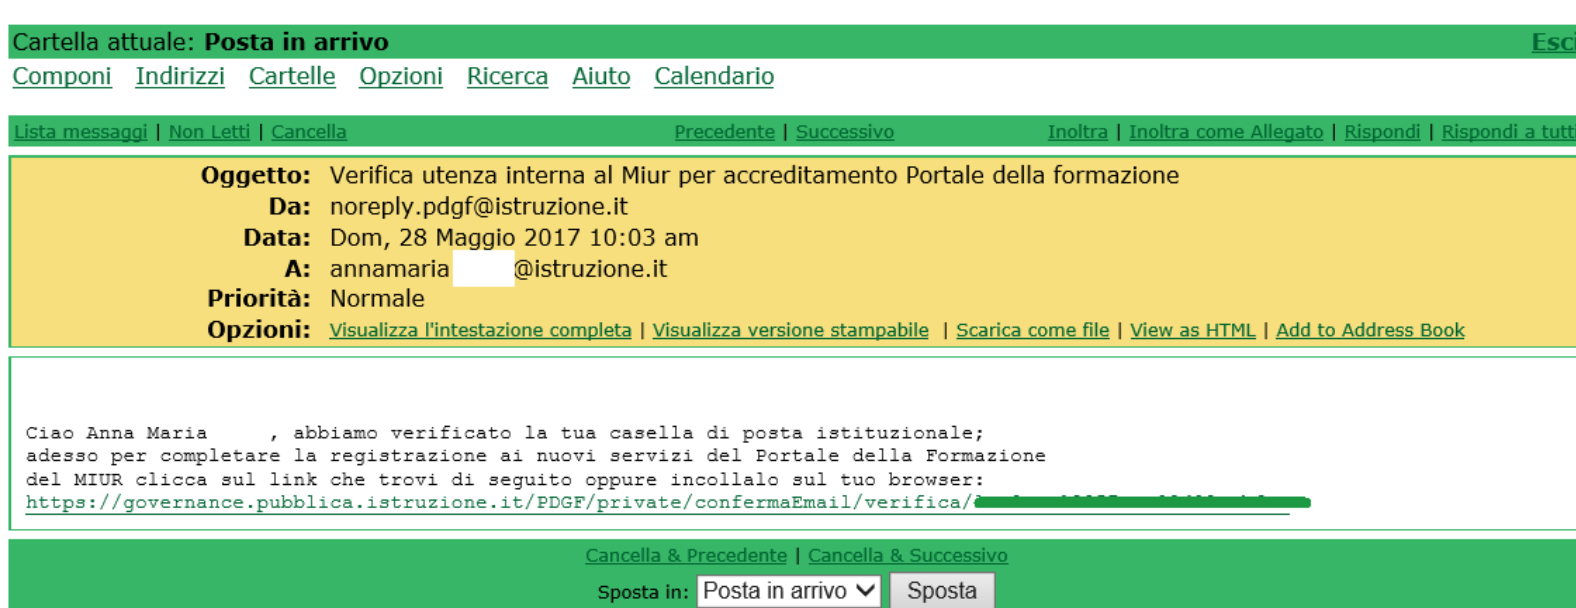 Cartella attuale: Posta in arrivo Esci
Componi Indirizzi Cartelle Opzioni Ricerca Aiuto Calendario
Lista messaggi | Non Letti | Cancella Precedente | Successivo Inoltra | Inoltra come Allegato | Rispondi | Rispondi a tutti
Oggetto: Verifica utenza interna al Miur per accreditamento Portale della formazione
Da: noreply.pdgf@istruzione.it
Data: Dom, 28 Maggio 2017 10:03 am
A: annamaria @istruzione.it
Priorità: Normale
Opzioni: Visualizza l'intestazione completa | Visualizza versione stampabile | Scarica come file | View as HTML | Add to Address Book
Ciao Anna Maria , abbiamo verificato la tua casella di posta istituzionale;
adesso per completare la registrazione ai nuovi servizi del Portale della Formazione
del MIUR clicca sul link che trovi di seguito oppure incollalo sul tuo browser:
https://governance.pubblica.istruzione.it/PDGF/private/confermaEmail/verifica/
Cancella & Precedente | Cancella & Successivo
Sposta in: Posta in arrivo Sposta